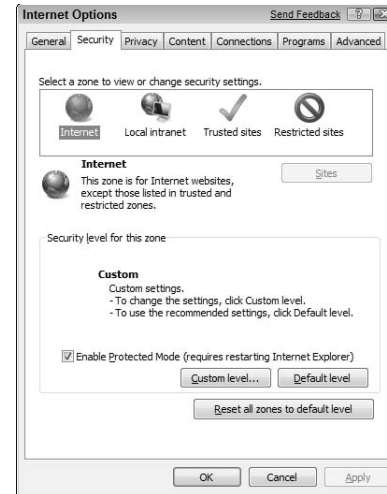 Internet Options Send Feedback ?
General Security Privacy Content Connections Programs Advanced
Select a zone to view or change security settings.
Internet Local intranet Trusted sites Restricted sites
Internet
This zone is for Internet websites,
except those listed in trusted and
restricted zones.
Sites
Security level for this zone
Custom
Custom settings.
- To change the settings, click Custom level.
- To use the recommended settings, click Default level.
Enable Protected Mode (requires restarting Internet Explorer)
Custom level... Default level
Reset all zones to default level
OK Cancel Apply